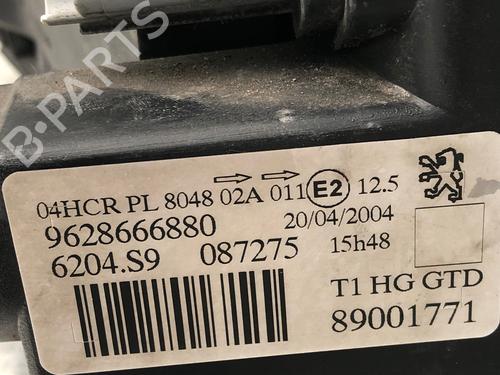 B-PARTS
04HCR PL 8048 02A 011 E2 12.5
9628666880 20/04/2004
6204.S9 087275 15h48
T1 HG GTD
89001771